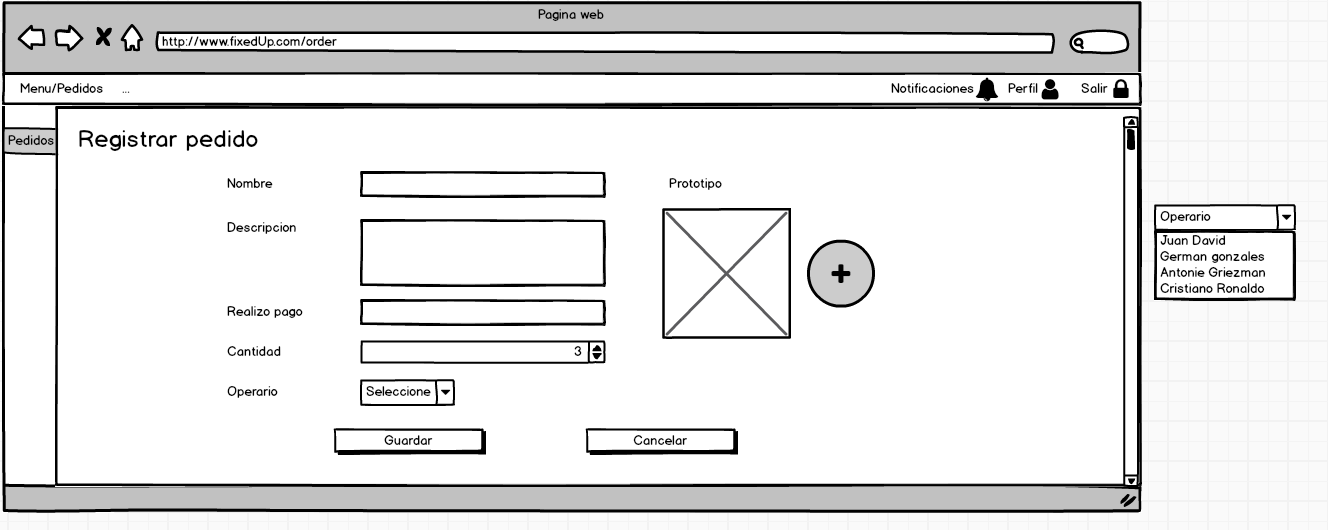 Pagina web
http://www.fixedUp.com/order
Menu/Pedidos ...
Notificaciones Perfil Salir
Pedidos
Registrar pedido
Nombre
Prototipo
Descripcion
+
Realizo pago
Cantidad 3
Operario Seleccione
Guardar Cancelar
Operario
Juan David
German gonzales
Antonie Griezman
Cristiano Ronaldo